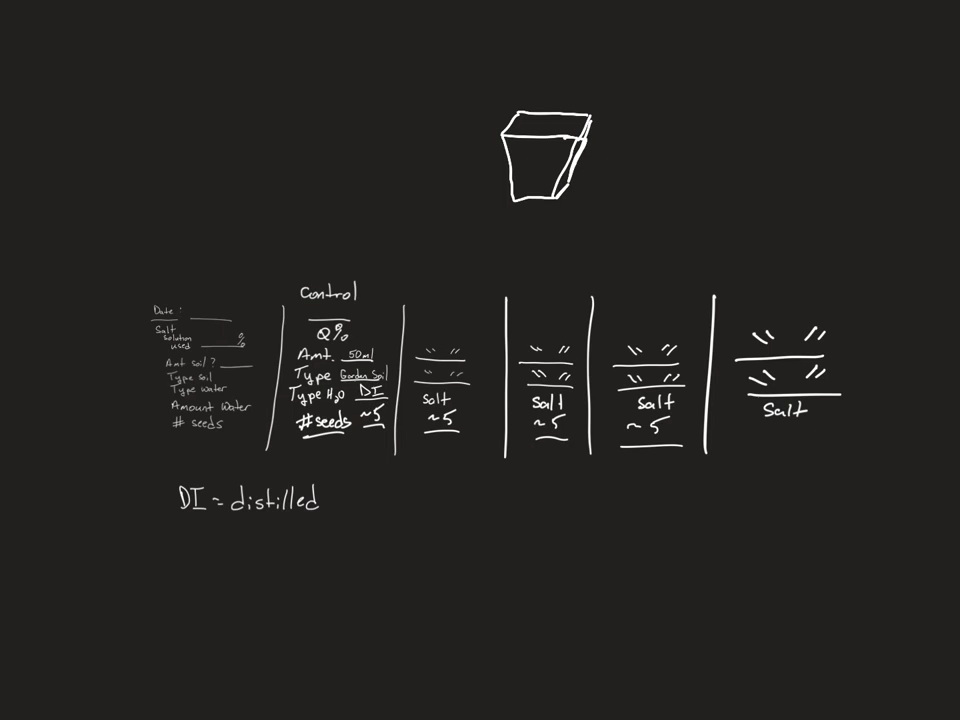 Control
Date:
Salt
solution
used %
Amt soil?
Type soil
Type water
Amount Water
# seeds
0%
Amt. 50ml
Type Garden Soil
Type H₂O DI
#seeds ~5
" "
" "
Salt
~5
" "
" "
Salt
~5
" "
" "
Salt
~5
" "
" "
Salt
DI = distilled